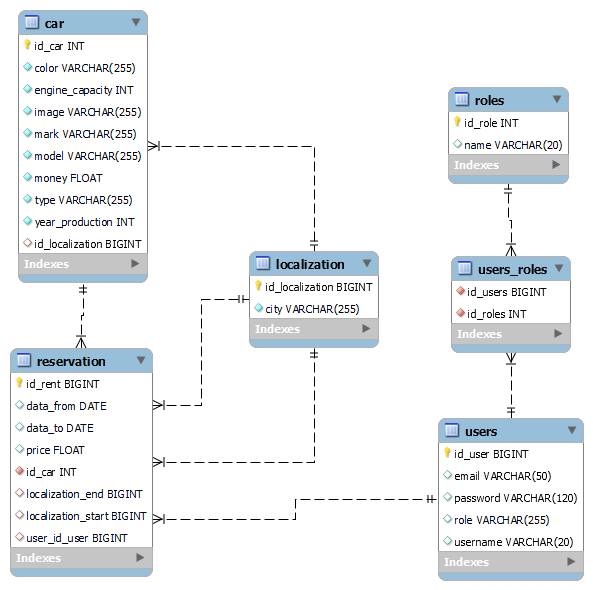 car
id_car INT
color VARCHAR(255)
engine_capacity INT
image VARCHAR(255)
mark VARCHAR(255)
model VARCHAR(255)
money FLOAT
type VARCHAR(255)
year_production INT
id_localization BIGINT
Indexes
roles
id_role INT
name VARCHAR(20)
Indexes
localization
id_localization BIGINT
city VARCHAR(255)
Indexes
users_roles
id_users BIGINT
id_roles INT
Indexes
reservation
id_rent BIGINT
data_from DATE
data_to DATE
price FLOAT
id_car INT
localization_end BIGINT
localization_start BIGINT
user_id_user BIGINT
Indexes
users
id_user BIGINT
email VARCHAR(50)
password VARCHAR(120)
role VARCHAR(255)
username VARCHAR(20)
Indexes